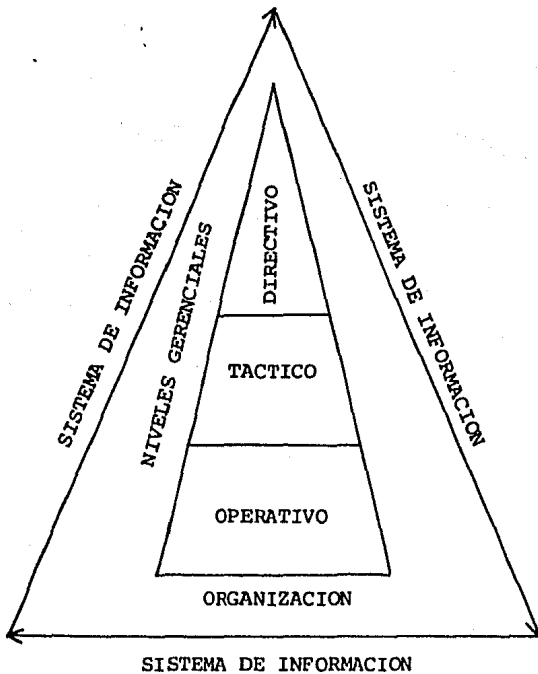 SISTEMA DE INFORMACION
NIVELES GERENCIALES
DIRECTIVO
SISTEMA DE INFORMACION
TACTICO
OPERATIVO
ORGANIZACION
SISTEMA DE INFORMACION